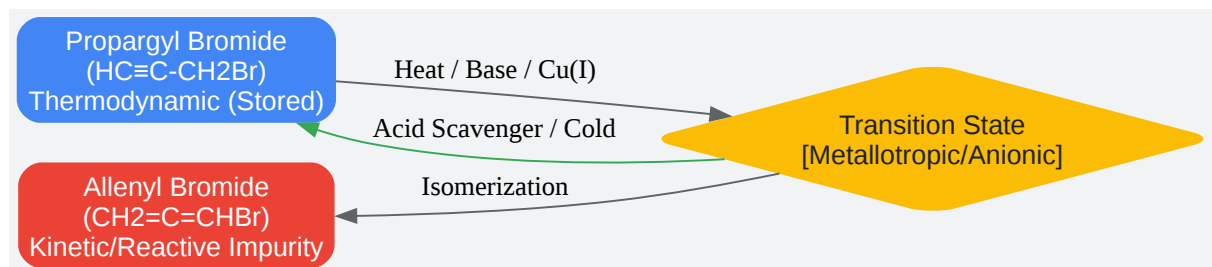 Propargyl Bromide
(HC≡C-CH2Br)
Thermodynamic (Stored)
Heat / Base / Cu(I)
Acid Scavenger / Cold
Transition State
[Metallotropic/Anionic]
Isomerization
Allenyl Bromide
(CH2=C=CHBr)
Kinetic/Reactive Impurity